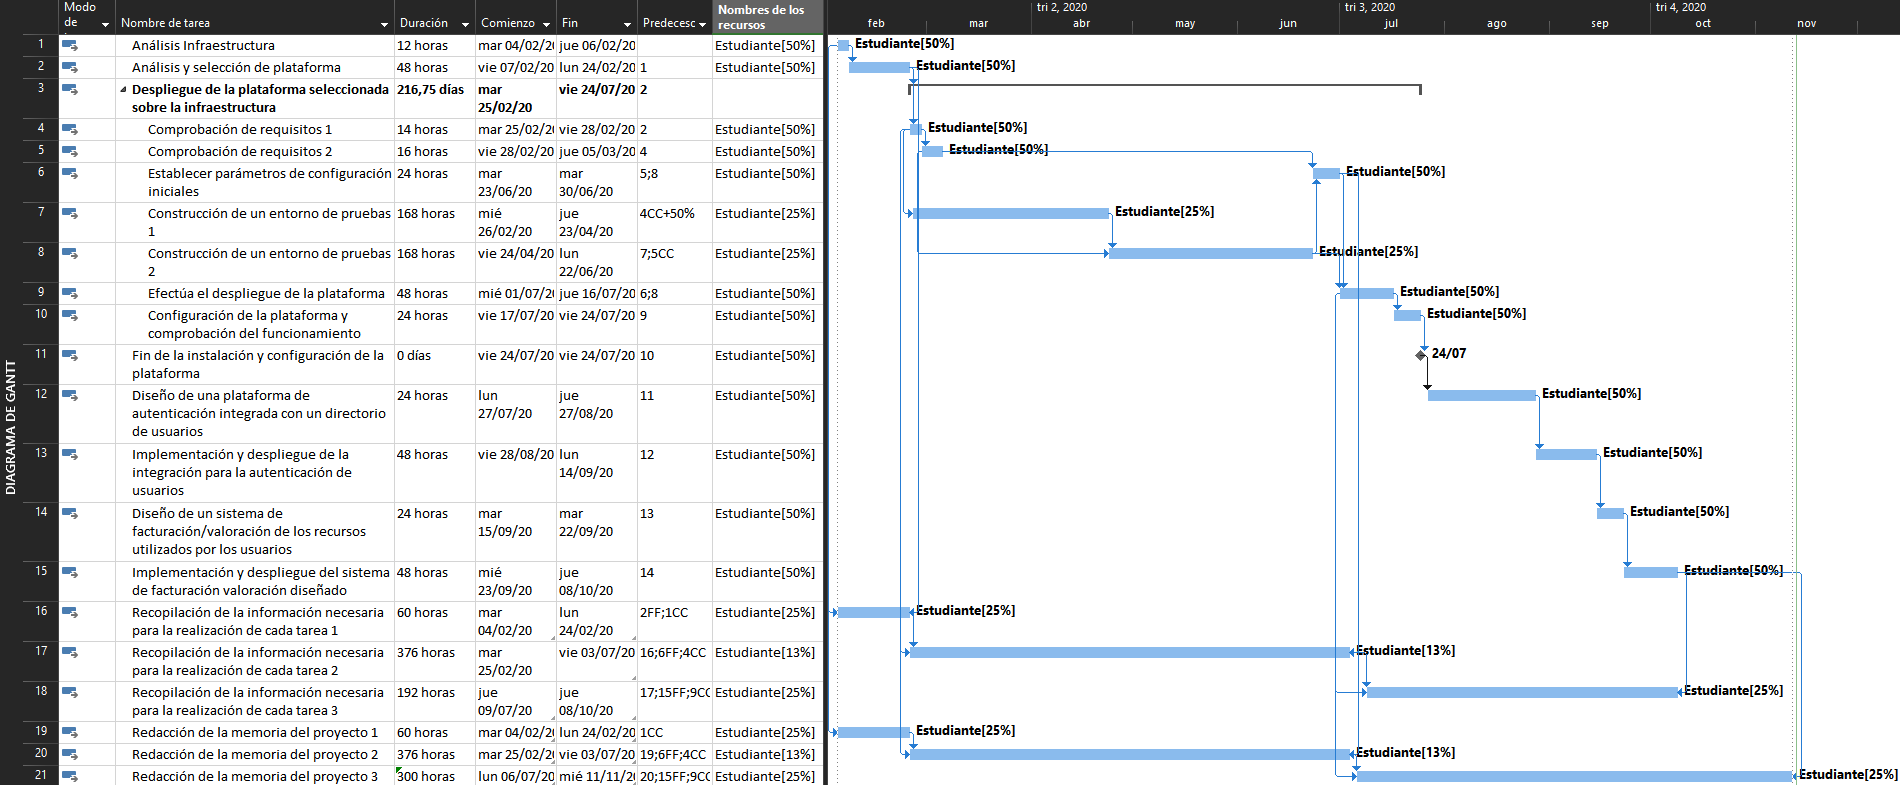 DIAGRAMA DE GANTT
Modo de
Nombre de tarea
Duración
Comienzo
Fin
Predecesc
Nombres de los recursos
tri 2, 2020
tri 3, 2020
tri 4, 2020
feb mar abr may jun jul ago sep oct nov
1 Análisis Infraestructura 12 horas mar 04/02/20 jue 06/02/20 Estudiante[50%] Estudiante[50%]
2 Análisis y selección de plataforma 48 horas vie 07/02/20 lun 24/02/20 1 Estudiante[50%] Estudiante[50%]
3 Despliegue de la plataforma seleccionada 216,75 días mar vie 24/07/20 2
sobre la infraestructura 25/02/20
4 Comprobación de requisitos 1 14 horas mar 25/02/20 vie 28/02/20 2 Estudiante[50%] Estudiante[50%]
5 Comprobación de requisitos 2 16 horas vie 28/02/20 jue 05/03/20 4 Estudiante[50%] Estudiante[50%]
6 Establecer parámetros de configuración 24 horas mar mar 5;8 Estudiante[50%] Estudiante[50%]
iniciales 23/06/20 30/06/20
7 Construcción de un entorno de pruebas 168 horas mié jue 4CC+50% Estudiante[25%] Estudiante[25%]
1 26/02/20 23/04/20
8 Construcción de un entorno de pruebas 168 horas vie 24/04/20 lun 7;5CC Estudiante[25%] Estudiante[25%]
2 22/06/20
9 Efectúa el despliegue de la plataforma 48 horas mié 01/07/20 jue 16/07/20 6;8 Estudiante[50%] Estudiante[50%]
10 Configuración de la plataforma y 24 horas vie 17/07/20 vie 24/07/20 9 Estudiante[50%] Estudiante[50%]
comprobación del funcionamiento
11 Fin de la instalación y configuración de la 0 días vie 24/07/20 vie 24/07/20 10 Estudiante[50%] 24/07
plataforma
12 Diseño de una plataforma de 24 horas lun jue 11 Estudiante[50%] Estudiante[50%]
autenticación integrada con un directorio 27/07/20 27/08/20
de usuarios
13 Implementación y despliegue de la 48 horas vie 28/08/20 lun 12 Estudiante[50%] Estudiante[50%]
integración para la autenticación de 14/09/20
usuarios
14 Diseño de un sistema de 24 horas mar mar 13 Estudiante[50%] Estudiante[50%]
facturación/valoración de los recursos 15/09/20 22/09/20
utilizados por los usuarios
15 Implementación y despliegue del sistema 48 horas mié jue 14 Estudiante[50%] Estudiante[50%]
de facturación valoración diseñado 23/09/20 08/10/20
16 Recopilación de la información necesaria 60 horas mar lun 2FF;1CC Estudiante[25%] Estudiante[25%]
para la realización de cada tarea 1 04/02/20 24/02/20
17 Recopilación de la información necesaria 376 horas mar vie 03/07/20 16;6FF;4CC Estudiante[13%] Estudiante[13%]
para la realización de cada tarea 2 25/02/20
18 Recopilación de la información necesaria 192 horas jue jue 17;15FF;9CC Estudiante[25%] Estudiante[25%]
para la realización de cada tarea 3 09/07/20 08/10/20
19 Redacción de la memoria del proyecto 1 60 horas mar 04/02/20 lun 24/02/20 1CC Estudiante[25%] Estudiante[25%]
20 Redacción de la memoria del proyecto 2 376 horas mar 25/02/20 vie 03/07/20 19;6FF;4CC Estudiante[13%] Estudiante[13%]
21 Redacción de la memoria del proyecto 3 300 horas lun 06/07/20 mié 11/11/2 20;15FF;9CC Estudiante[25%] Estudiante[25%]